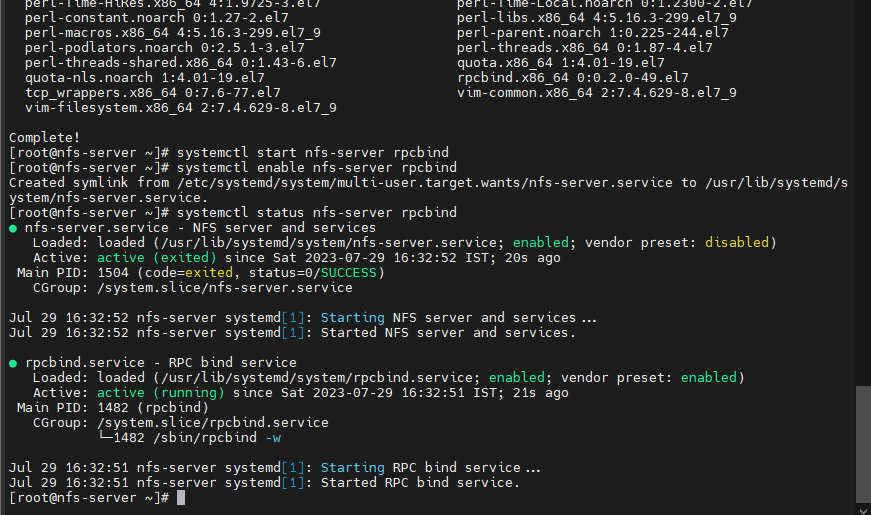 perl-Time-HiRes.x86_64 4:1.9725-3.el7 perl-Time-Local.noarch 0:1.2300-2.el7
perl-constant.noarch 0:1.27-2.el7 perl-libs.x86_64 4:5.16.3-299.el7_9
perl-macros.x86_64 4:5.16.3-299.el7_9 perl-parent.noarch 1:0.225-244.el7
perl-podlators.noarch 0:2.5.1-3.el7 perl-threads.x86_64 0:1.87-4.el7
perl-threads-shared.x86_64 0:1.43-6.el7 quota.x86_64 1:4.01-19.el7
quota-nls.noarch 1:4.01-19.el7 rpcbind.x86_64 0:0.2.0-49.el7
tcp_wrappers.x86_64 0:7.6-77.el7 vim-common.x86_64 2:7.4.629-8.el7_9
vim-filesystem.x86_64 2:7.4.629-8.el7_9
Complete!
[root@nfs-server ~]# systemctl start nfs-server rpcbind
[root@nfs-server ~]# systemctl enable nfs-server rpcbind
Created symlink from /etc/systemd/system/multi-user.target.wants/nfs-server.service to /usr/lib/systemd/s
ystem/nfs-server.service.
[root@nfs-server ~]# systemctl status nfs-server rpcbind
● nfs-server.service - NFS server and services
Loaded: loaded (/usr/lib/systemd/system/nfs-server.service; enabled; vendor preset: disabled)
Active: active (exited) since Sat 2023-07-29 16:32:52 IST; 20s ago
Main PID: 1504 (code=exited, status=0/SUCCESS)
CGroup: /system.slice/nfs-server.service
Jul 29 16:32:52 nfs-server systemd[1]: Starting NFS server and services...
Jul 29 16:32:52 nfs-server systemd[1]: Started NFS server and services.
● rpcbind.service - RPC bind service
Loaded: loaded (/usr/lib/systemd/system/rpcbind.service; enabled; vendor preset: enabled)
Active: active (running) since Sat 2023-07-29 16:32:51 IST; 21s ago
Main PID: 1482 (rpcbind)
CGroup: /system.slice/rpcbind.service
└─1482 /sbin/rpcbind -w
Jul 29 16:32:51 nfs-server systemd[1]: Starting RPC bind service...
Jul 29 16:32:51 nfs-server systemd[1]: Started RPC bind service.
[root@nfs-server ~]#